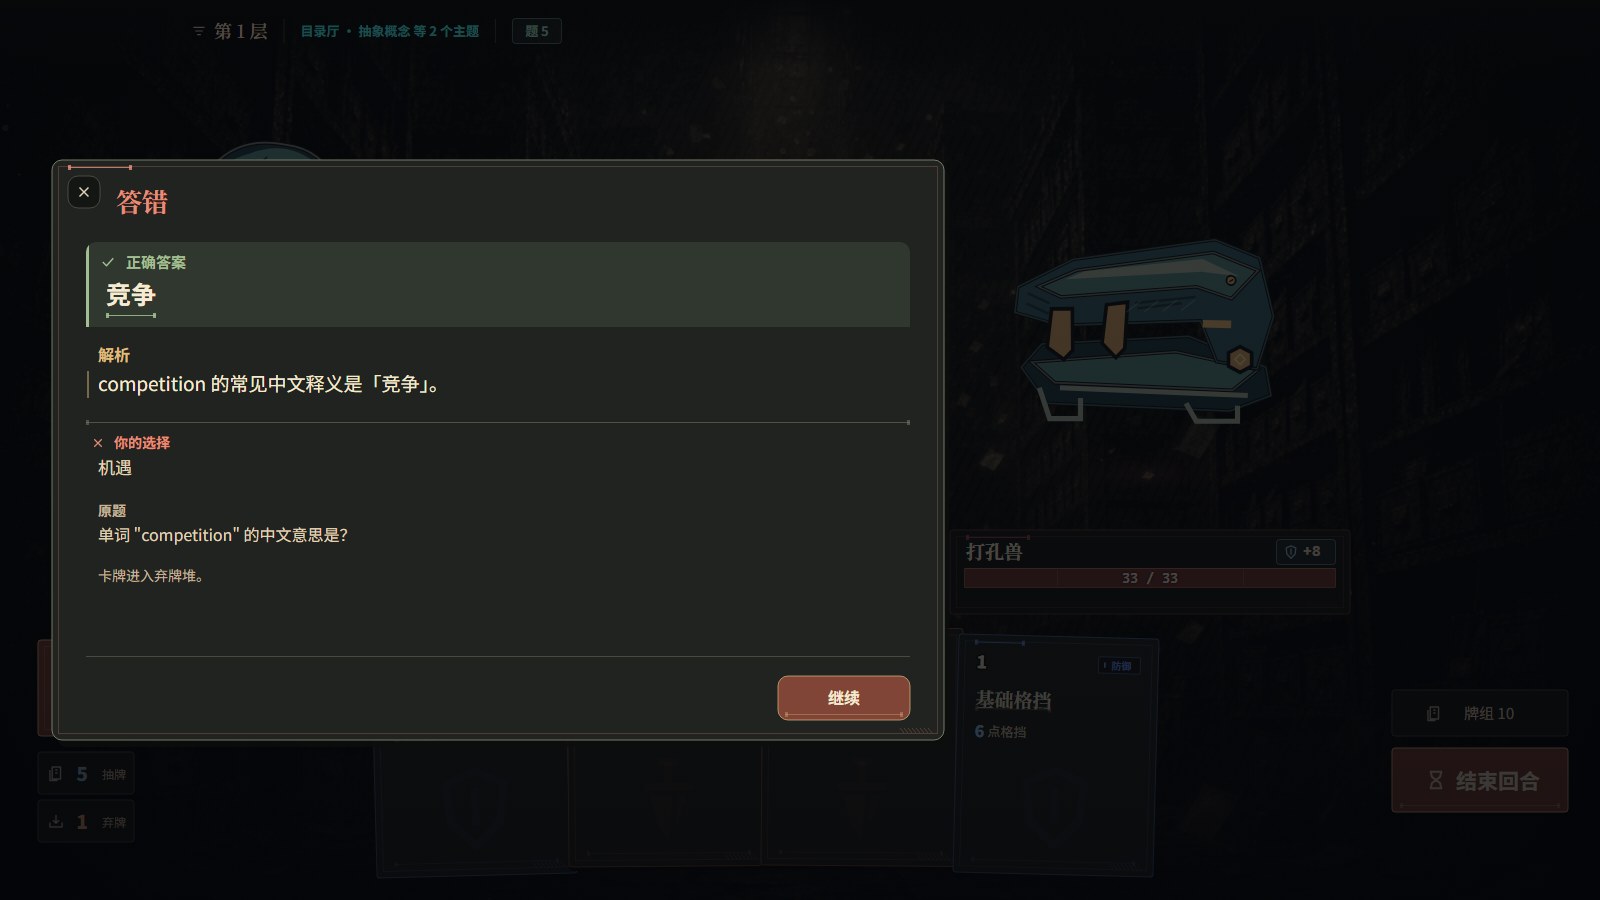 第 1 层
目录厅 · 抽象概念 等 2 个主题
题 5
答错
正确答案
竞争
解析
competition 的常见中文释义是「竞争」。
你的选择
机遇
原题
单词 "competition" 的中文意思是？
卡牌进入弃牌堆。
继续
打孔兽
+8
33 / 33
1
防御
基础格挡
6 点格挡
牌组 10
结束回合
5 抽牌
1 弃牌